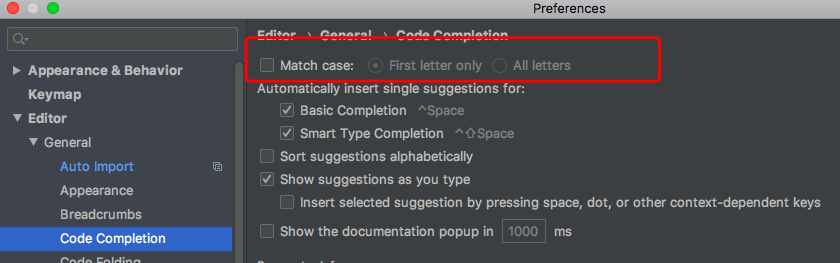 Preferences
Appearance & Behavior
Keymap
Editor
General
Auto Import
Appearance
Breadcrumbs
Code Completion
Code Folding
Editor › General › Code Completion
Match case: First letter only All letters
Automatically insert single suggestions for:
Basic Completion ^Space
Smart Type Completion ^⇧Space
Sort suggestions alphabetically
Show suggestions as you type
Insert selected suggestion by pressing space, dot, or other context-dependent keys
Show the documentation popup in 1000 ms